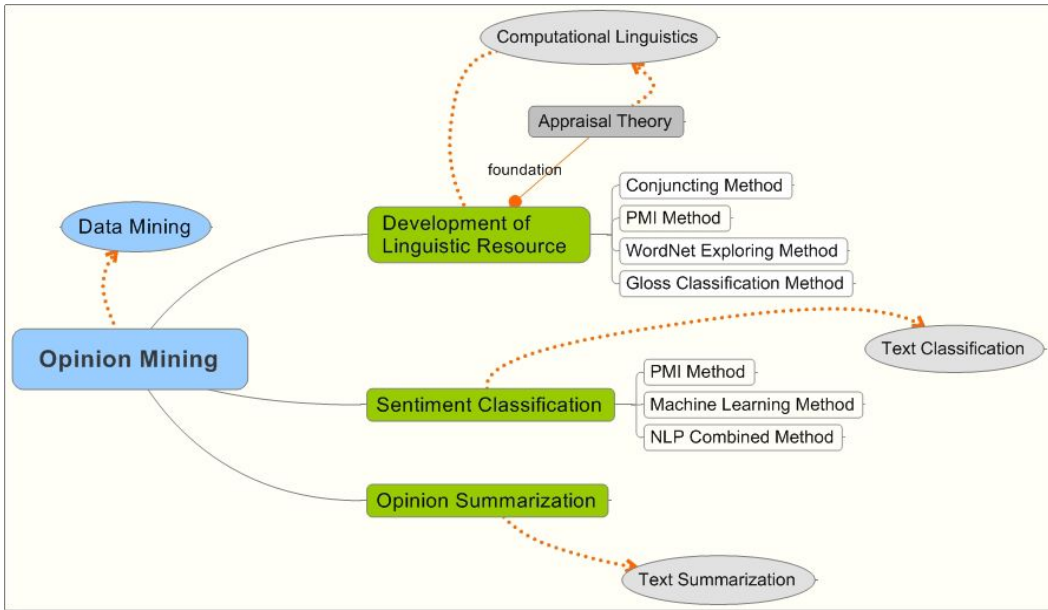 Computational Linguistics
Appraisal Theory
foundation
Data Mining
Development of
Linguistic Resource
Conjuncting Method
PMI Method
WordNet Exploring Method
Gloss Classification Method
Opinion Mining
Text Classification
Sentiment Classification
PMI Method
Machine Learning Method
NLP Combined Method
Opinion Summarization
Text Summarization